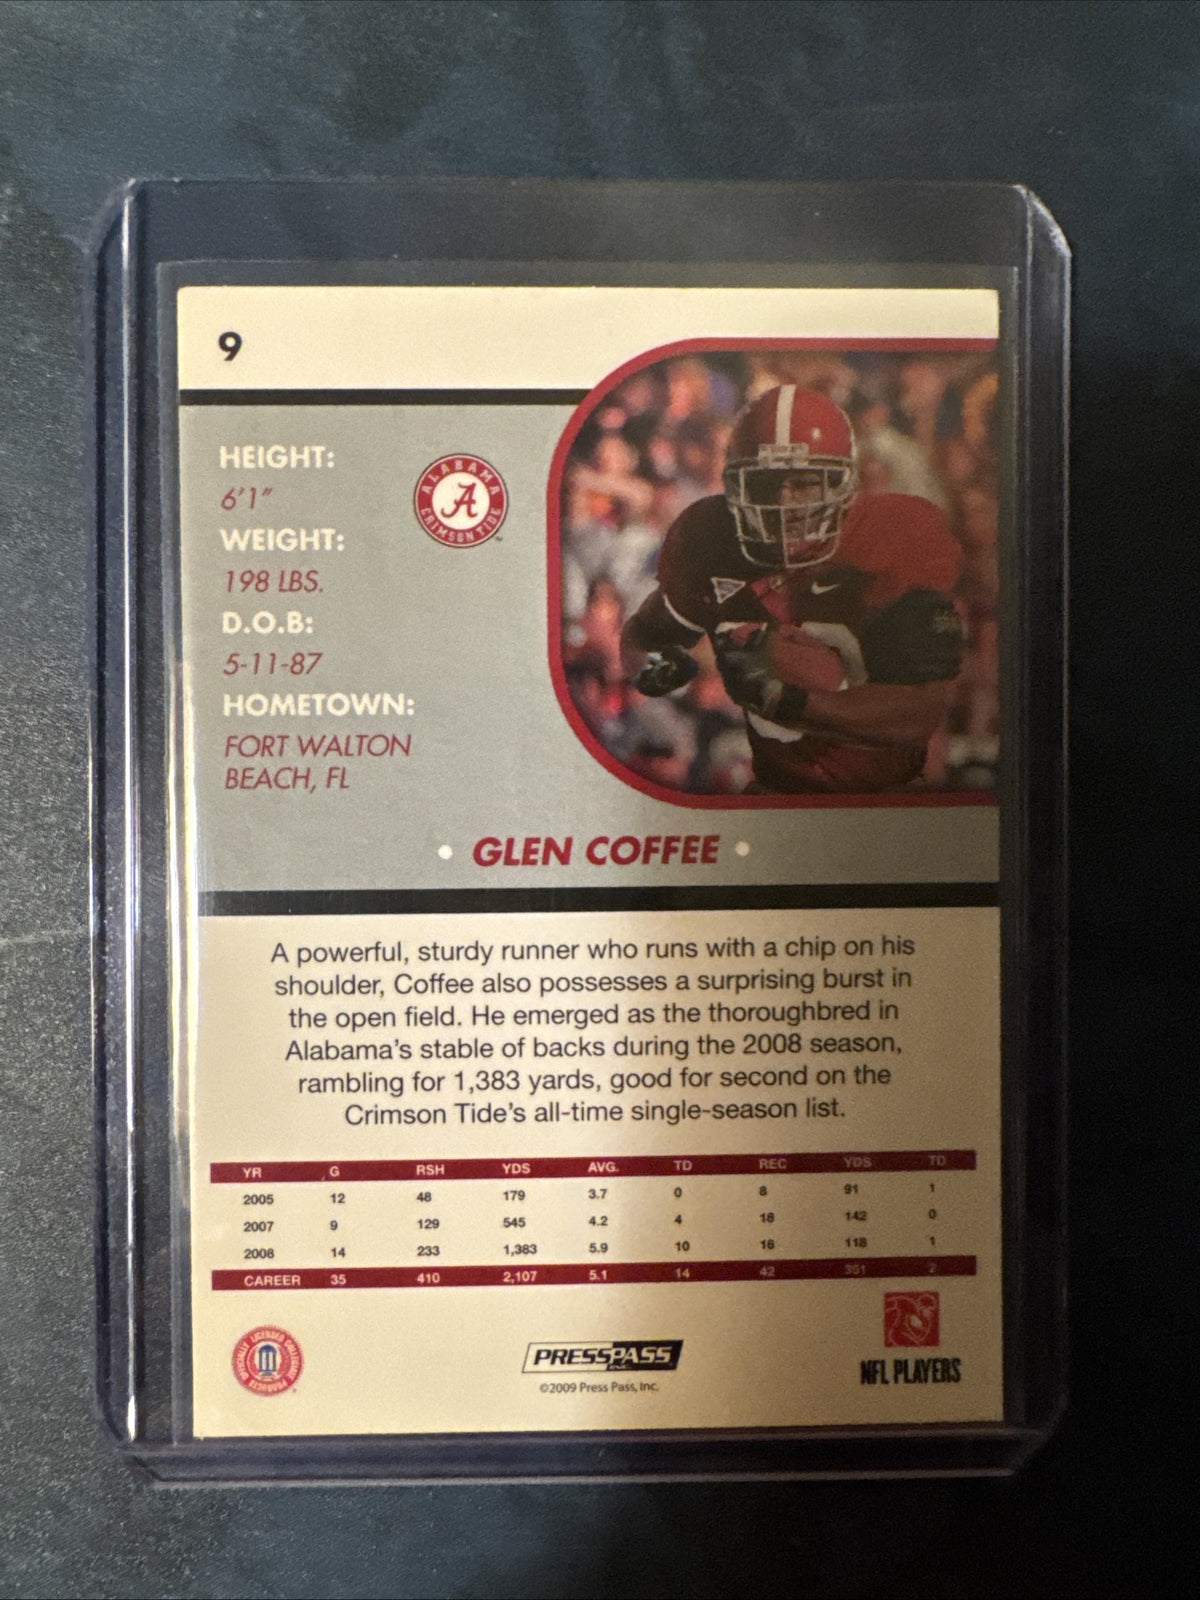 9
HEIGHT:
6'1"
WEIGHT:
198 LBS.
D.O.B:
5-11-87
HOMETOWN:
FORT WALTON
BEACH, FL
ALABAMA
A
CRIMSON TIDE
™
• GLEN COFFEE •
A powerful, sturdy runner who runs with a chip on his
shoulder, Coffee also possesses a surprising burst in
the open field. He emerged as the thoroughbred in
Alabama's stable of backs during the 2008 season,
rambling for 1,383 yards, good for second on the
Crimson Tide's all-time single-season list.
YR G RSH YDS AVG. TD REC YDS TD
2005 12 48 179 3.7 0 8 91 1
2007 9 129 545 4.2 4 18 142 0
2008 14 233 1,383 5.9 10 16 118 1
CAREER 35 410 2,107 5.1 14 42 351 2
OFFICIALLY LICENSED COLLEGIATE PRODUCTS
PRESSPASS
INC.
©2009 Press Pass, Inc.
NFL PLAYERS